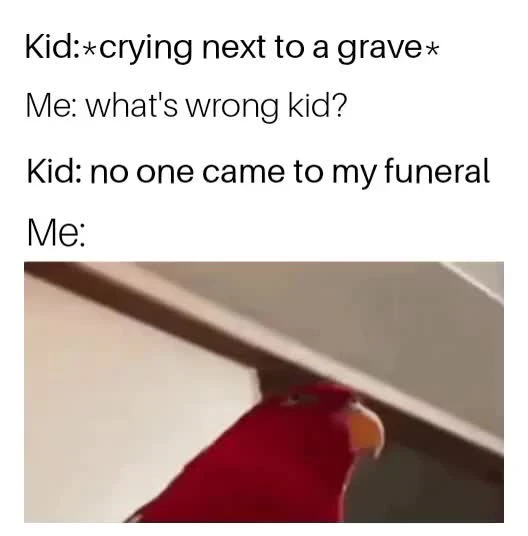 Kid:*crying next to a grave*
Me: what's wrong kid?
Kid: no one came to my funeral
Me: